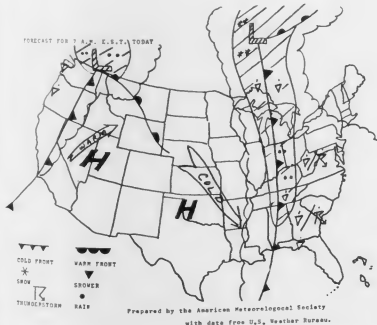 FORECAST FOR 7 A.M. E.S.T. TODAY
L
L
WARM
H
COLD
H
COLD FRONT
WARM FRONT
SNOW
SHOWER
THUNDERSTORM
RAIN
Prepared by the American Meteorologocal Society
with data from U.S. Weather Bureau.